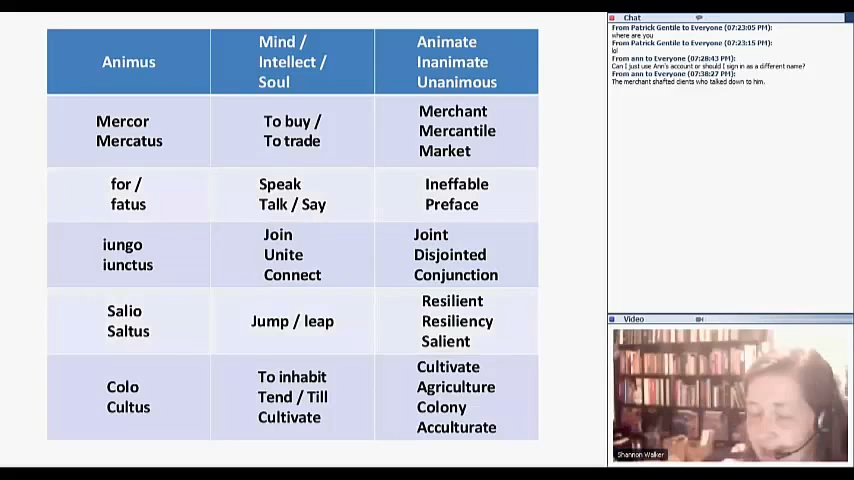 Animus
Mind /
Intellect /
Soul
Animate
Inanimate
Unanimous
Mercor
Mercatus
To buy /
To trade
Merchant
Mercantile
Market
for /
fatus
Speak
Talk / Say
Ineffable
Preface
iungo
iunctus
Join
Unite
Connect
Joint
Disjointed
Conjunction
Salio
Saltus
Jump / leap
Resilient
Resiliency
Salient
Colo
Cultus
To inhabit
Tend / Till
Cultivate
Cultivate
Agriculture
Colony
Acculturate
Chat
From Patrick Gentile to Everyone (07:23:05 PM):
where are you
From Patrick Gentile to Everyone (07:23:15 PM):
lol
From ann to Everyone (07:28:43 PM):
Can I just use Ann's account or should I sign in as a different name?
From ann to Everyone (07:38:27 PM):
The merchant shafted clients who talked down to him.
Video
Shannon Walker